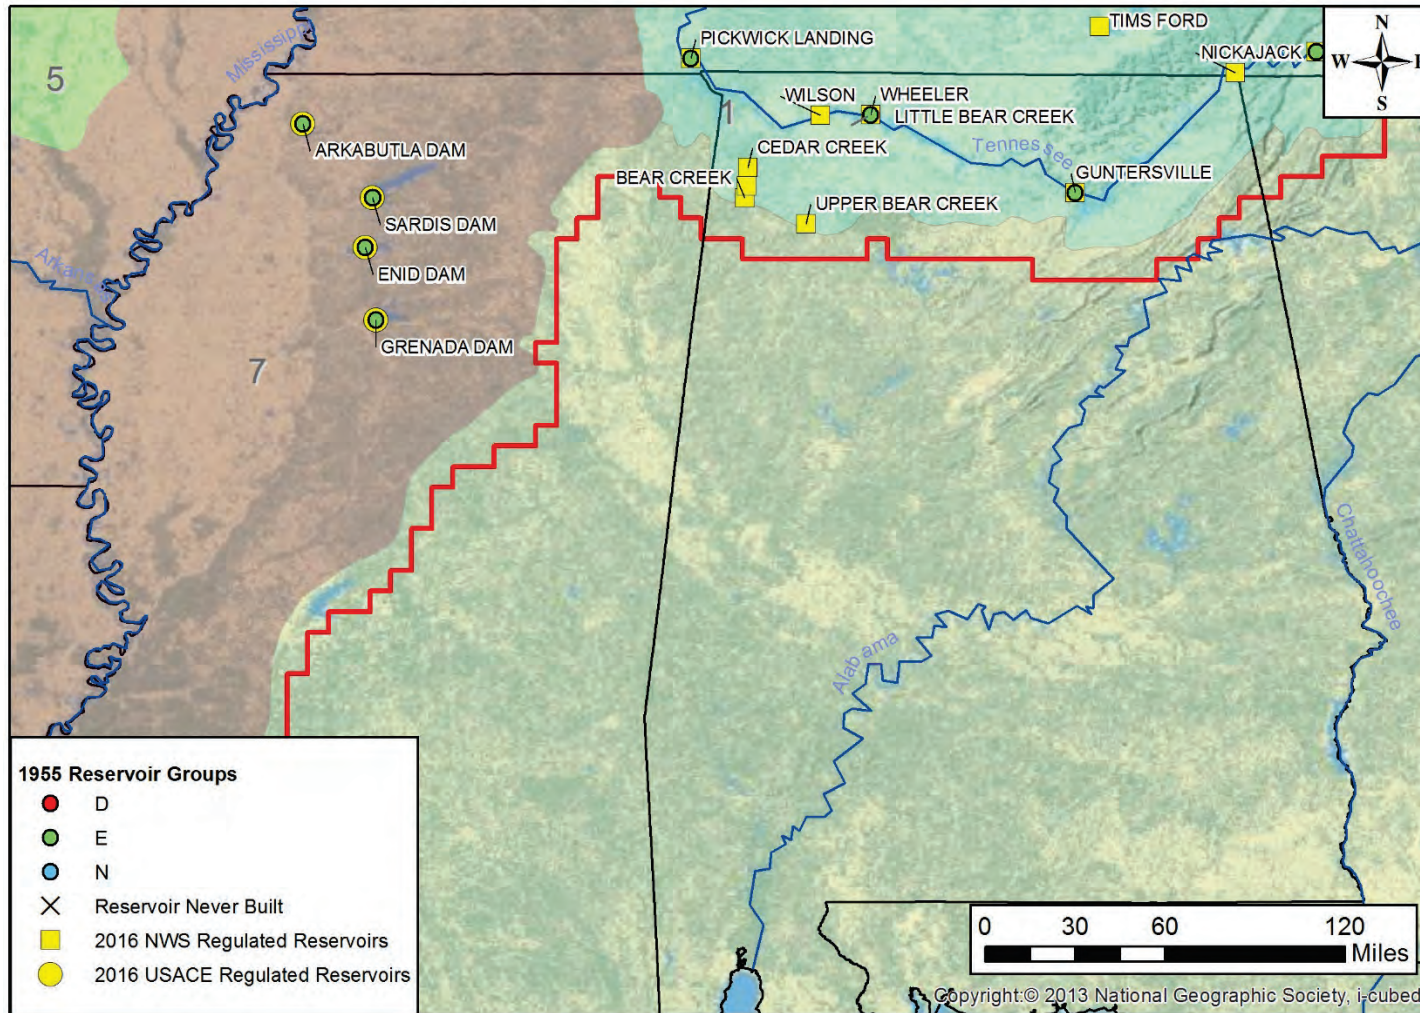 TIMS FORD
N
PICKWICK LANDING
NICKAJACK
W
E
5
Mississippi
S
WILSON
WHEELER
1
LITTLE BEAR CREEK
ARKABUTLA DAM
CEDAR CREEK
Tennessee
BEAR CREEK
GUNTERSVILLE
UPPER BEAR CREEK
SARDIS DAM
ENID DAM
Arkansas
GRENADA DAM
7
Chattahoochee
Alabama
1955 Reservoir Groups
D
E
N
Reservoir Never Built
2016 NWS Regulated Reservoirs
2016 USACE Regulated Reservoirs
0 30 60 120
Miles
Copyright:© 2013 National Geographic Society, i-cubed